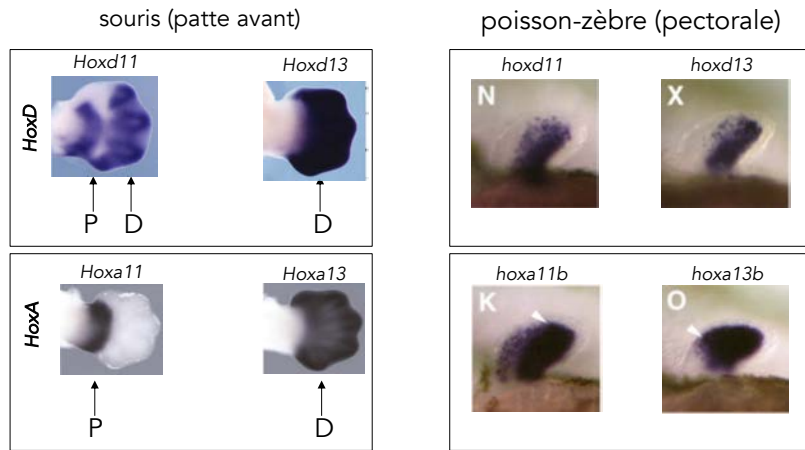 souris (patte avant)
poisson-zèbre (pectorale)
Hoxd11
Hoxd13
HoxD
P
D
D
hoxd11
hoxd13
N
X
Hoxa11
Hoxa13
HoxA
P
D
hoxa11b
hoxa13b
K
O